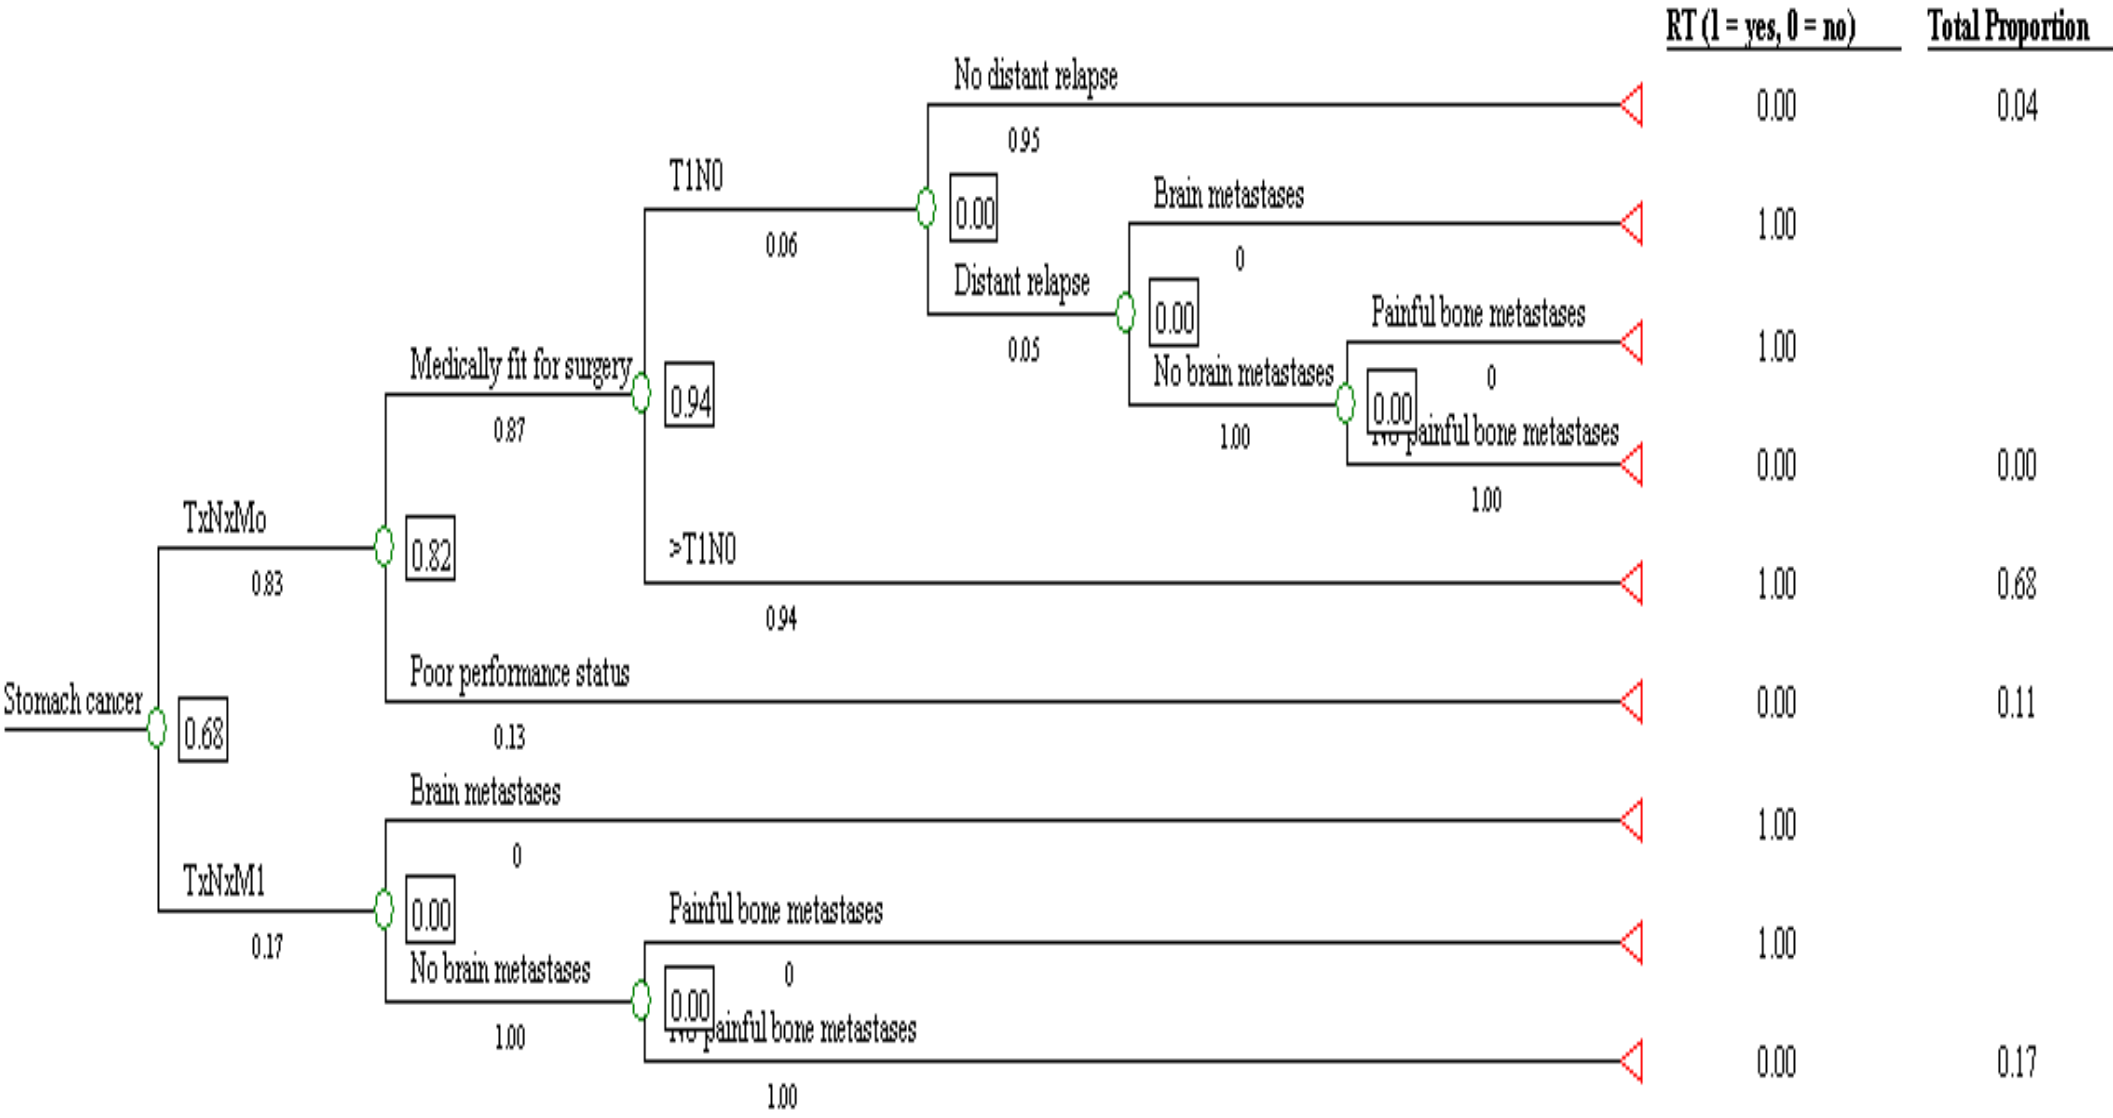 RT (1 = yes, 0 = no) Total Proportion
No distant relapse
0.00 0.04
0.95
T1N0
Brain metastases
0.00
1.00
0.06
0
Distant relapse
0.00
Painful bone metastases
0.05
1.00
Medically fit for surgery
No brain metastases
0
0.94
0.00
0.87
1.00
No painful bone metastases
0.00 0.00
1.00
TxNxMo
0.82
>T1N0
0.83
1.00 0.68
0.94
Poor performance status
Stomach cancer
0.00 0.11
0.68
0.13
Brain metastases
1.00
0
TxNxM1
0.00
Painful bone metastases
0.17
1.00
No brain metastases
0
0.00
1.00
No painful bone metastases
0.00 0.17
1.00